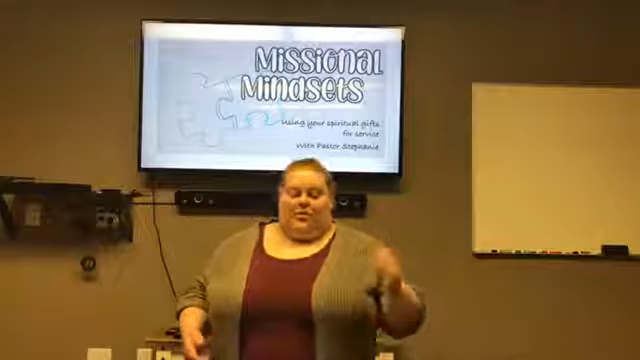 Missional
Mindsets
Using your spiritual gifts
for service
With Pastor Stephanie